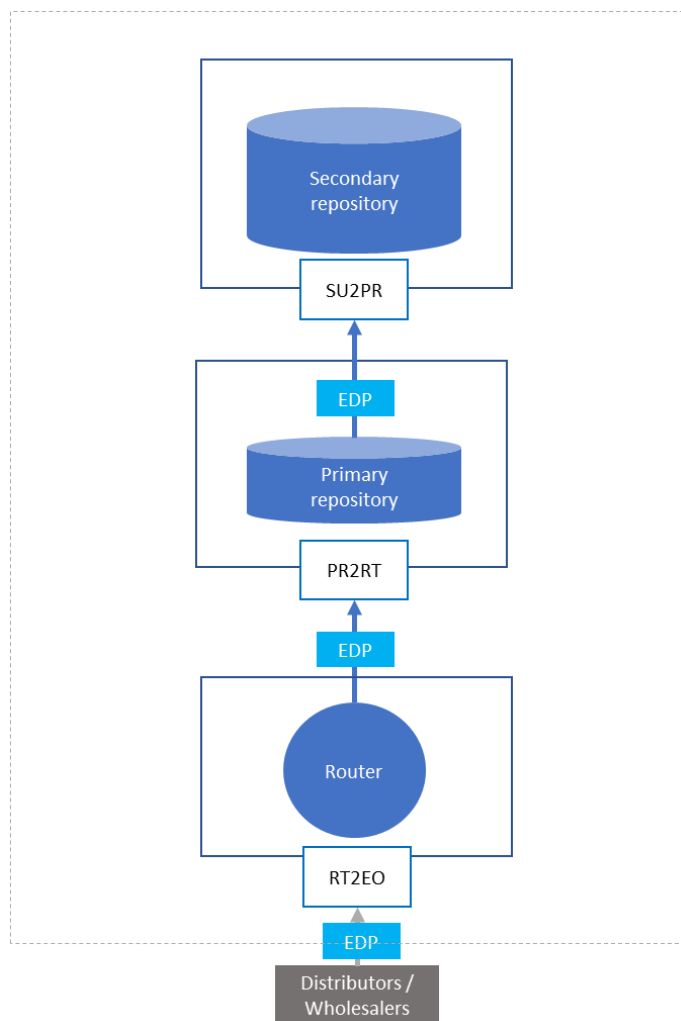 Secondary
repository
SU2PR
EDP
Primary
repository
PR2RT
EDP
Router
RT2EO
EDP
Distributors /
Wholesalers